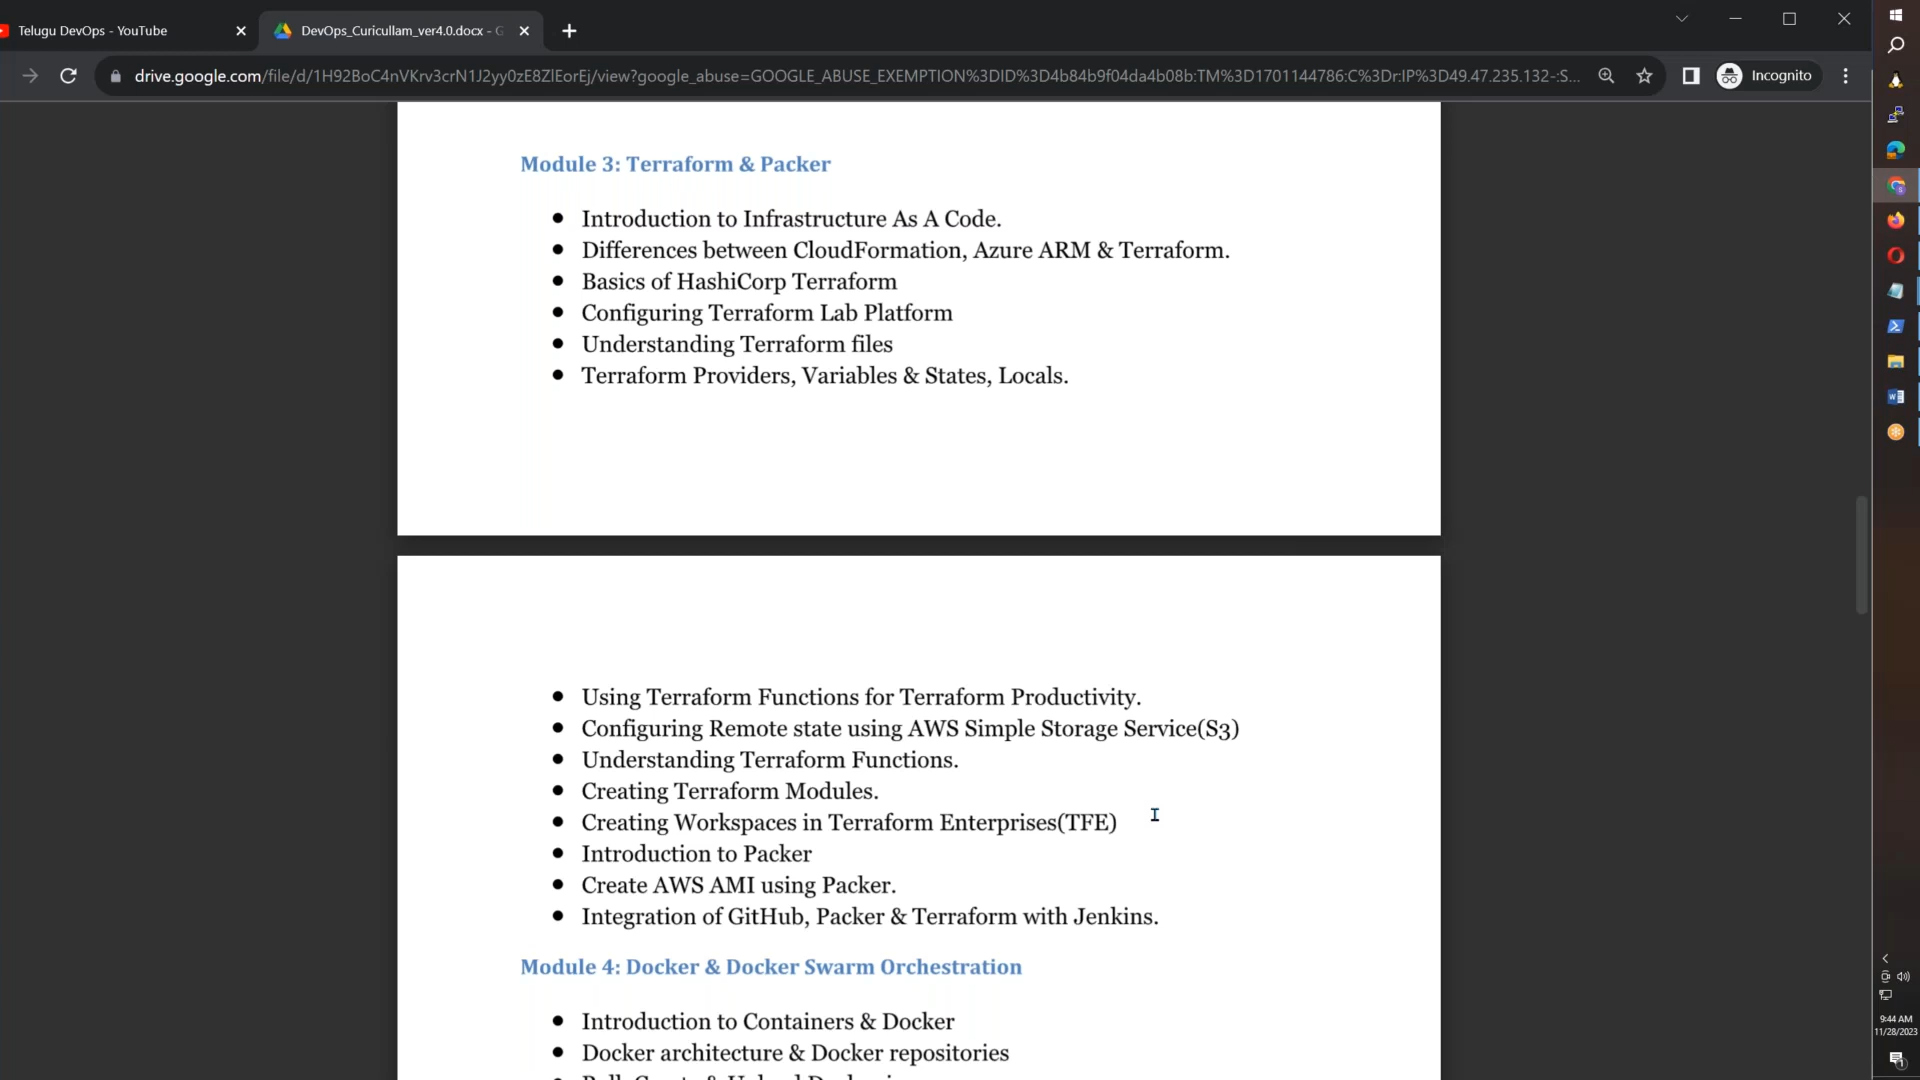 Telugu DevOps - YouTube
DevOps_Curicullam_ver4.0.docx - G
drive.google.com/file/d/1H92BoC4nVKrv3crN1J2yy0zE8ZlEorEj/view?google_abuse=GOOGLE_ABUSE_EXEMPTION%3DID%3D4b84b9f04da4b08b:TM%3D1701144786:C%3Dr:IP%3D49.47.235.132-:S...
Incognito
Module 3: Terraform & Packer
Introduction to Infrastructure As A Code.
Differences between CloudFormation, Azure ARM & Terraform.
Basics of HashiCorp Terraform
Configuring Terraform Lab Platform
Understanding Terraform files
Terraform Providers, Variables & States, Locals.
Using Terraform Functions for Terraform Productivity.
Configuring Remote state using AWS Simple Storage Service(S3)
Understanding Terraform Functions.
Creating Terraform Modules.
Creating Workspaces in Terraform Enterprises(TFE)
Introduction to Packer
Create AWS AMI using Packer.
Integration of GitHub, Packer & Terraform with Jenkins.
Module 4: Docker & Docker Swarm Orchestration
Introduction to Containers & Docker
Docker architecture & Docker repositories
9:44 AM
11/28/2023